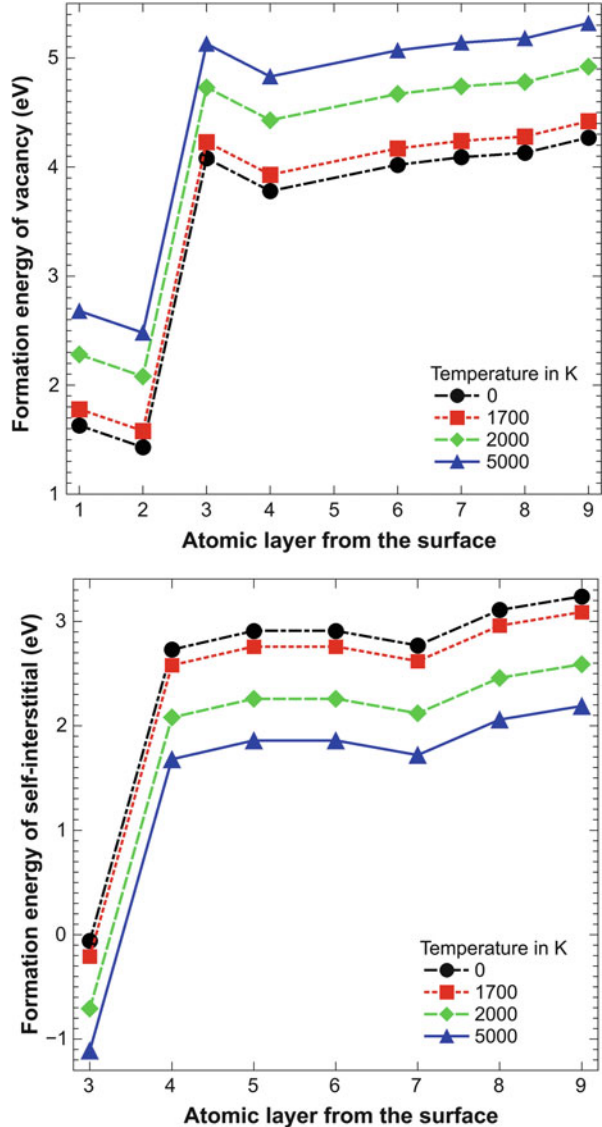 Formation energy of vacancy (eV)
5
4
3
2
1
Temperature in K
0
1700
2000
5000
1 2 3 4 5 6 7 8 9
Atomic layer from the surface
Formation energy of self-interstitial (eV)
3
2
1
0
−1
Temperature in K
0
1700
2000
5000
3 4 5 6 7 8 9
Atomic layer from the surface